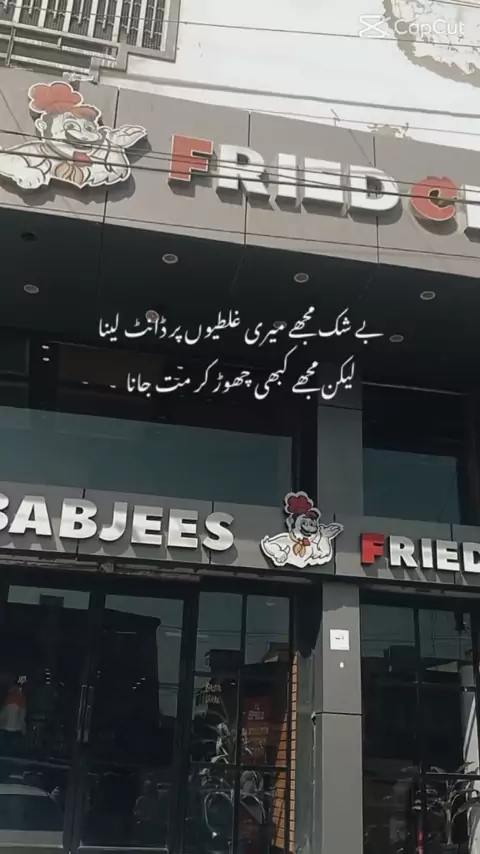 CapCut
FRIED C
بے شک مجھے میری غلطیوں پر ڈانٹ لینا
لیکن مجھے کبھی چھوڑ کر مت جانا
BABJEES
FRIED